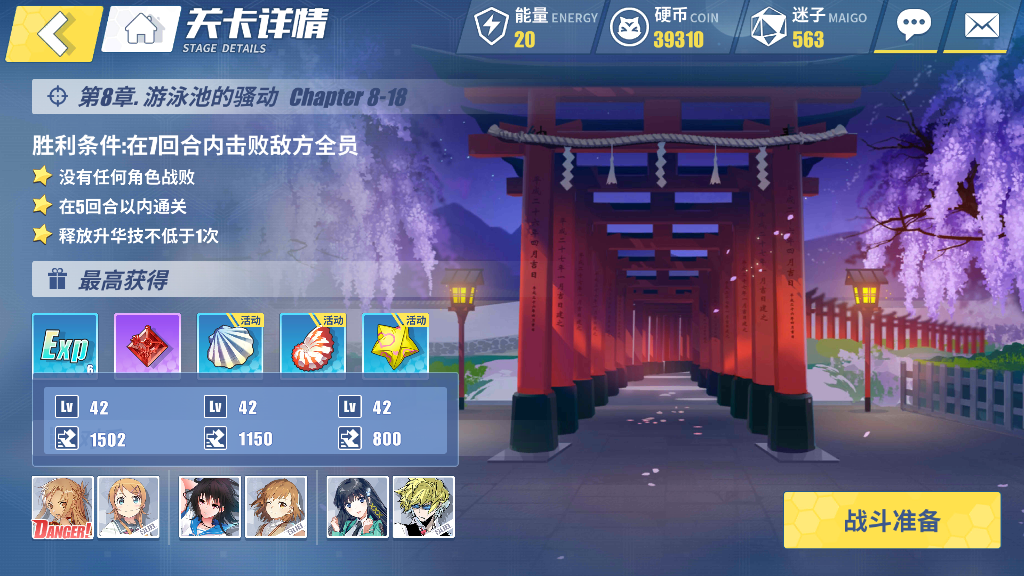 关卡详情
STAGE DETAILS
能量 ENERGY
20
硬币 COIN
39310
迷子 MAIGO
563
第8章.游泳池的骚动 Chapter 8-18
胜利条件:在7回合内击败敌方全员
没有任何角色战败
在5回合以内通关
释放升华技不低于1次
最高获得
Exp
6
活动
活动
活动
Lv 42
Lv 42
Lv 42
1502
1150
800
DANGER!
战斗准备